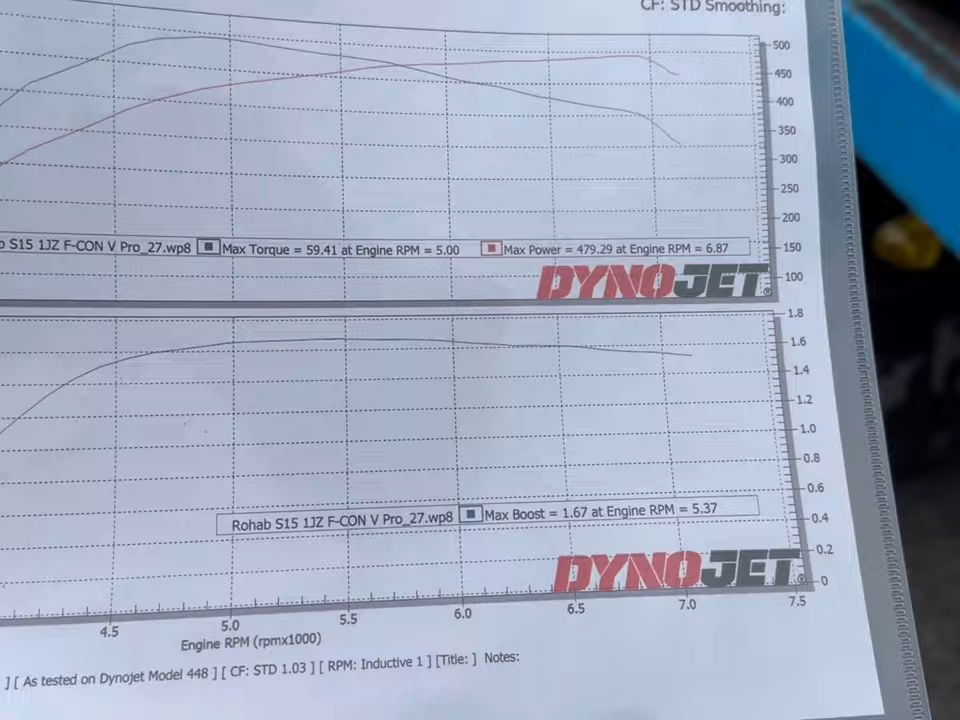 CF: STD Smoothing:
500
450
400
350
300
250
200
150
100
S15 1JZ F-CON V Pro_27.wp8 Max Torque = 59.41 at Engine RPM = 5.00 Max Power = 479.29 at Engine RPM = 6.87
DYNOJET®
1.8
1.6
1.4
1.2
1.0
0.8
0.6
0.4
0.2
0
Rohab S15 1JZ F-CON V Pro_27.wp8 Max Boost = 1.67 at Engine RPM = 5.37
DYNOJET®
4.5 5.0 5.5 6.0 6.5 7.0 7.5
Engine RPM (rpmx1000)
] [ As tested on Dynojet Model 448 ] [ CF: STD 1.03 ] [ RPM: Inductive 1 ] [Title: ] Notes: